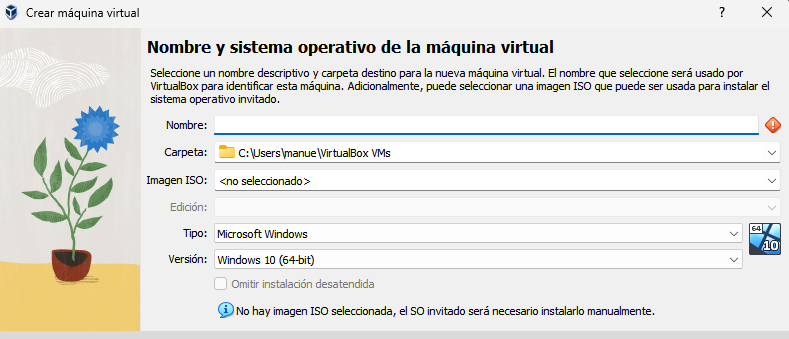 Crear máquina virtual
?
Nombre y sistema operativo de la máquina virtual
Seleccione un nombre descriptivo y carpeta destino para la nueva máquina virtual. El nombre que seleccione será usado por
VirtualBox para identificar esta máquina. Adicionalmente, puede seleccionar una imagen ISO que puede ser usada para instalar el
sistema operativo invitado.
Nombre:
Carpeta: C:\Users\manue\VirtualBox VMs
Imagen ISO: <no seleccionado>
Edición:
Tipo: Microsoft Windows
64
10
Versión: Windows 10 (64-bit)
Omitir instalación desatendida
No hay imagen ISO seleccionada, el SO invitado será necesario instalarlo manualmente.